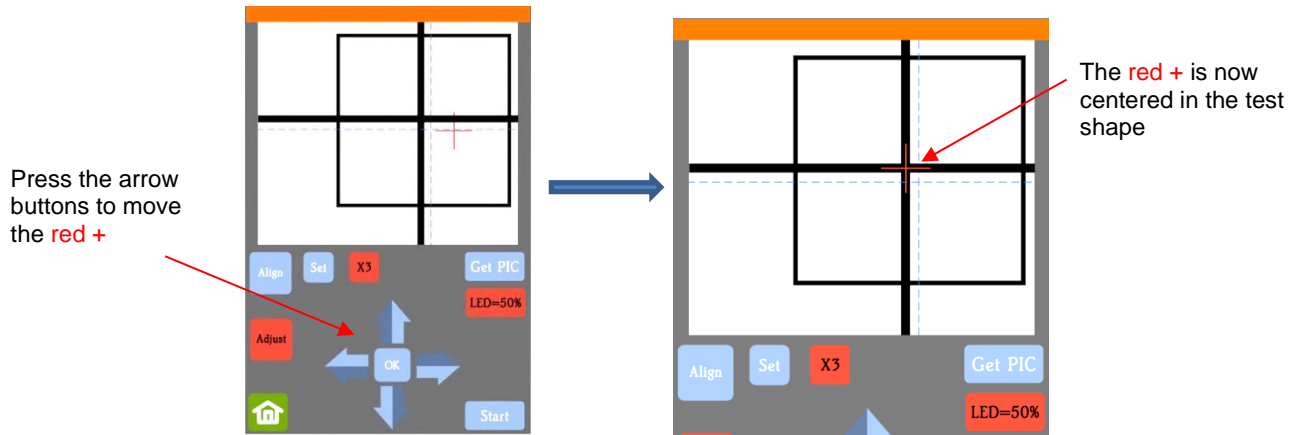 Press the arrow
buttons to move
the red +
Align
Set
X3
Get PIC
LED=50%
Adjust
OK
Start
The red + is now
centered in the test
shape
Align
Set
X3
Get PIC
LED=50%